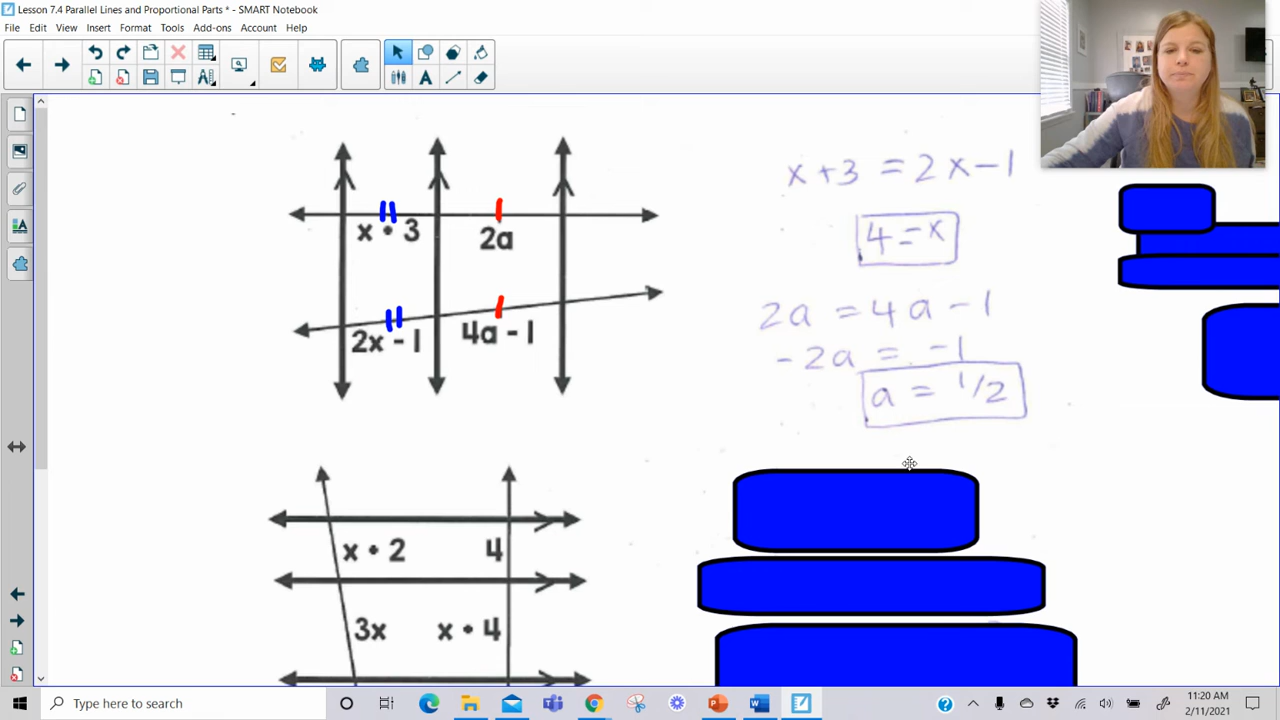 Lesson 7.4 Parallel Lines and Proportional Parts * - SMART Notebook
File Edit View Insert Format Tools Add-ons Account Help
x + 3 = 2x - 1
x + 3
2a
4 = x
2a = 4a - 1
2x - 1
4a - 1
-2a = -1
a = 1/2
x + 2
4
3x
x + 4
Type here to search
11:20 AM
2/11/2021